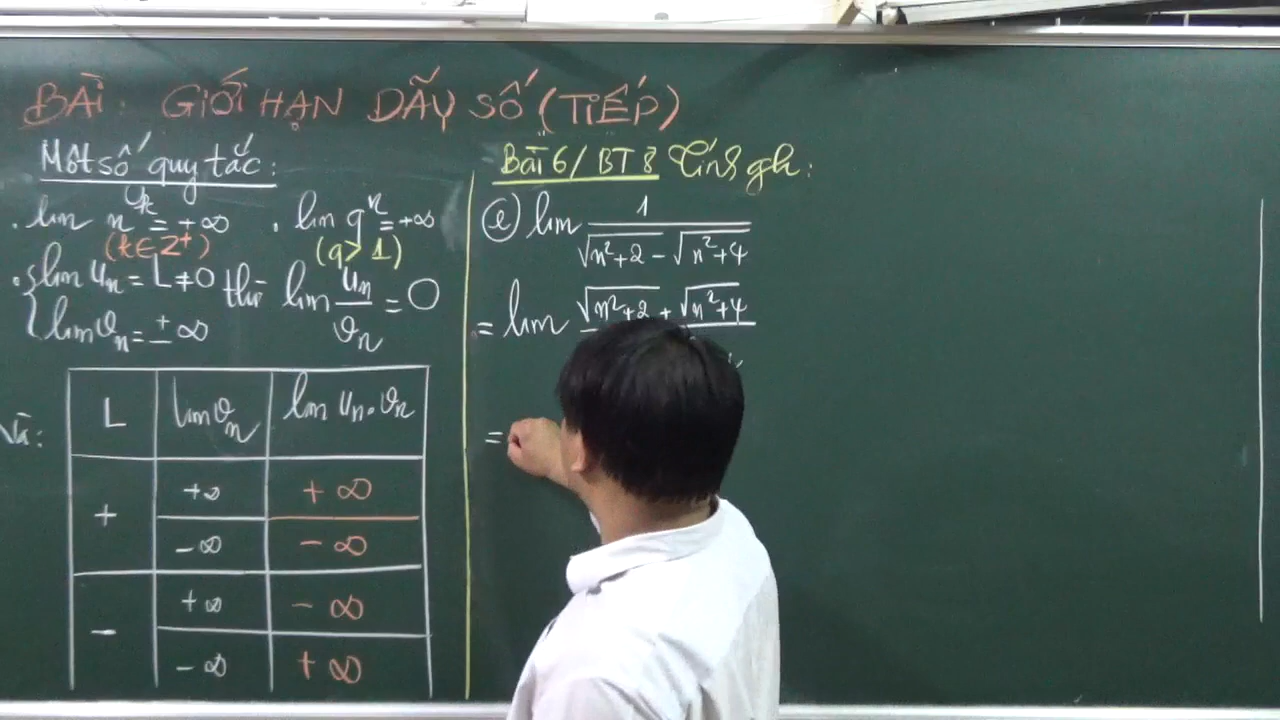 BÀI: GIỚI HẠN DÃY SỐ (TIẾP)
Một số quy tắc:
. lim n^k = +∞ . lim q^n = +∞
(k ∈ Z^+) (q > 1)
. { lim u_n = L ≠ 0 thì lim u_n/v_n = 0
lim v_n = ±∞
Và:
L lim v_n lim u_n.v_n
+ +∞ +∞
-∞ -∞
- +∞ -∞
-∞ +∞
Bài 6/ BT 8 Tính gh:
(e) lim 1/(√(n²+2) - √(n²+4))
= lim √(n²+2) + √(n²+4)
=